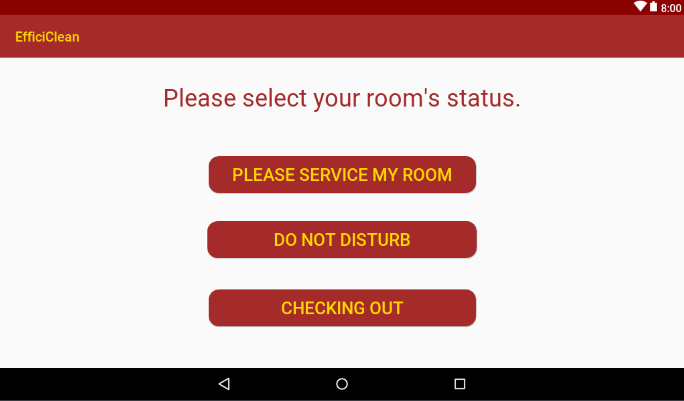 8:00
EfficiClean
Please select your room's status.
PLEASE SERVICE MY ROOM
DO NOT DISTURB
CHECKING OUT